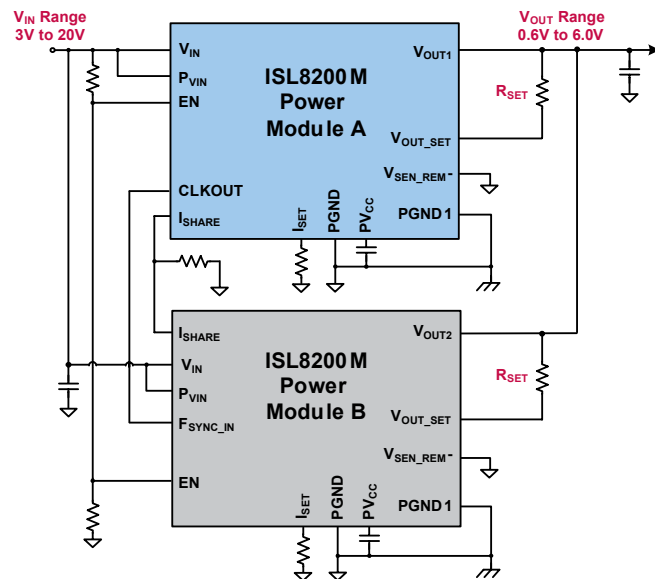 VIN Range
3V to 20V
VOUT Range
0.6V to 6.0V
VIN
PVIN
EN
ISL8200M
Power
Module A
VOUT1
RSET
VOUT_SET
VSEN_REM-
CLKOUT
ISHARE
ISET
PGND
PVCC
PGND1
ISHARE
VIN
PVIN
FSYNC_IN
EN
ISL8200M
Power
Module B
VOUT2
RSET
VOUT_SET
VSEN_REM-
ISET
PGND
PVCC
PGND1